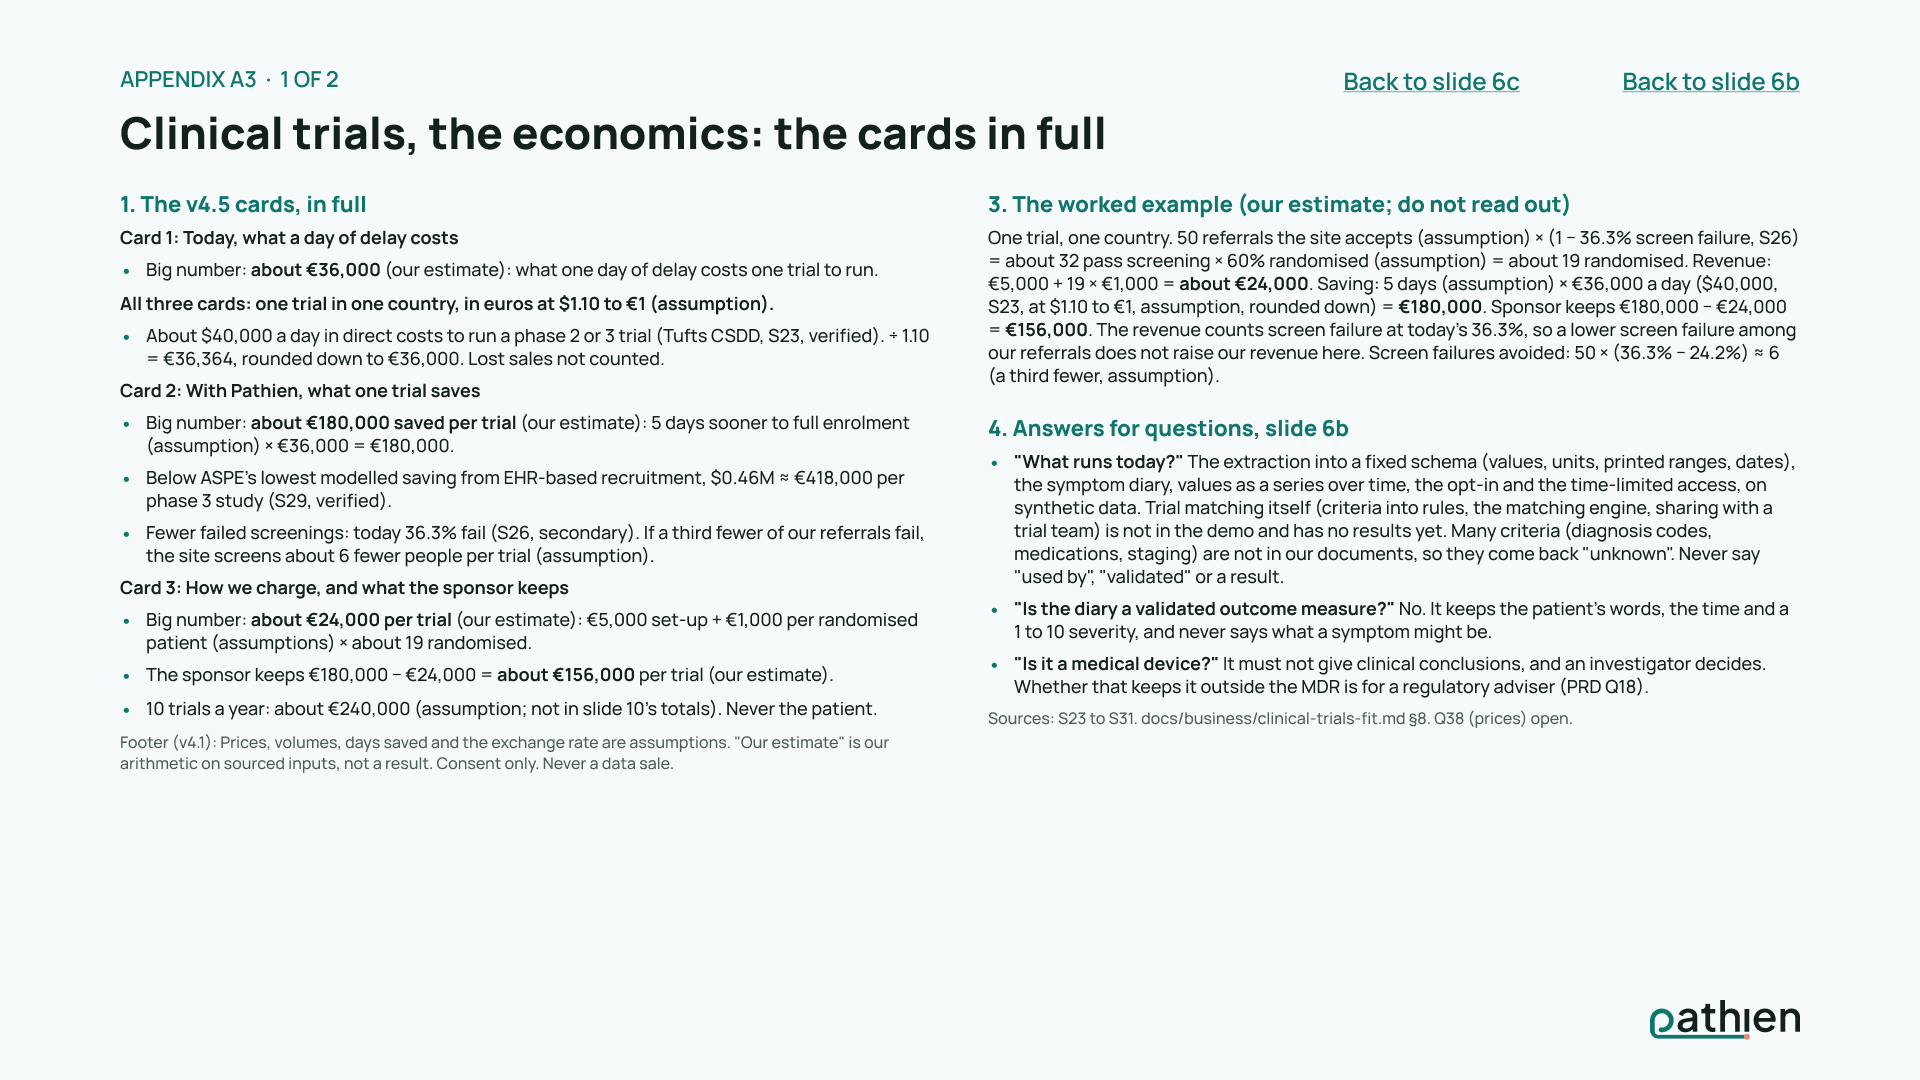 APPENDIX A3 · 1 OF 2
Back to slide 6c
Back to slide 6b
Clinical trials, the economics: the cards in full
1. The v4.5 cards, in full
Card 1: Today, what a day of delay costs
• Big number: about €36,000 (our estimate): what one day of delay costs one trial to run.
All three cards: one trial in one country, in euros at $1.10 to €1 (assumption).
• About $40,000 a day in direct costs to run a phase 2 or 3 trial (Tufts CSDD, S23, verified). ÷ 1.10
= €36,364, rounded down to €36,000. Lost sales not counted.
Card 2: With Pathien, what one trial saves
• Big number: about €180,000 saved per trial (our estimate): 5 days sooner to full enrolment
(assumption) × €36,000 = €180,000.
• Below ASPE's lowest modelled saving from EHR-based recruitment, $0.46M ≈ €418,000 per
phase 3 study (S29, verified).
• Fewer failed screenings: today 36.3% fail (S26, secondary). If a third fewer of our referrals fail,
the site screens about 6 fewer people per trial (assumption).
Card 3: How we charge, and what the sponsor keeps
• Big number: about €24,000 per trial (our estimate): €5,000 set-up + €1,000 per randomised
patient (assumptions) × about 19 randomised.
• The sponsor keeps €180,000 − €24,000 = about €156,000 per trial (our estimate).
• 10 trials a year: about €240,000 (assumption; not in slide 10's totals). Never the patient.
Footer (v4.1): Prices, volumes, days saved and the exchange rate are assumptions. "Our estimate" is our
arithmetic on sourced inputs, not a result. Consent only. Never a data sale.
3. The worked example (our estimate; do not read out)
One trial, one country. 50 referrals the site accepts (assumption) × (1 − 36.3% screen failure, S26)
= about 32 pass screening × 60% randomised (assumption) = about 19 randomised. Revenue:
€5,000 + 19 × €1,000 = about €24,000. Saving: 5 days (assumption) × €36,000 a day ($40,000,
S23, at $1.10 to €1, assumption, rounded down) = €180,000. Sponsor keeps €180,000 − €24,000
= €156,000. The revenue counts screen failure at today's 36.3%, so a lower screen failure among
our referrals does not raise our revenue here. Screen failures avoided: 50 × (36.3% − 24.2%) ≈ 6
(a third fewer, assumption).
4. Answers for questions, slide 6b
• "What runs today?" The extraction into a fixed schema (values, units, printed ranges, dates),
the symptom diary, values as a series over time, the opt-in and the time-limited access, on
synthetic data. Trial matching itself (criteria into rules, the matching engine, sharing with a
trial team) is not in the demo and has no results yet. Many criteria (diagnosis codes,
medications, staging) are not in our documents, so they come back "unknown". Never say
"used by", "validated" or a result.
• "Is the diary a validated outcome measure?" No. It keeps the patient's words, the time and a
1 to 10 severity, and never says what a symptom might be.
• "Is it a medical device?" It must not give clinical conclusions, and an investigator decides.
Whether that keeps it outside the MDR is for a regulatory adviser (PRD Q18).
Sources: S23 to S31. docs/business/clinical-trials-fit.md §8. Q38 (prices) open.
pathien